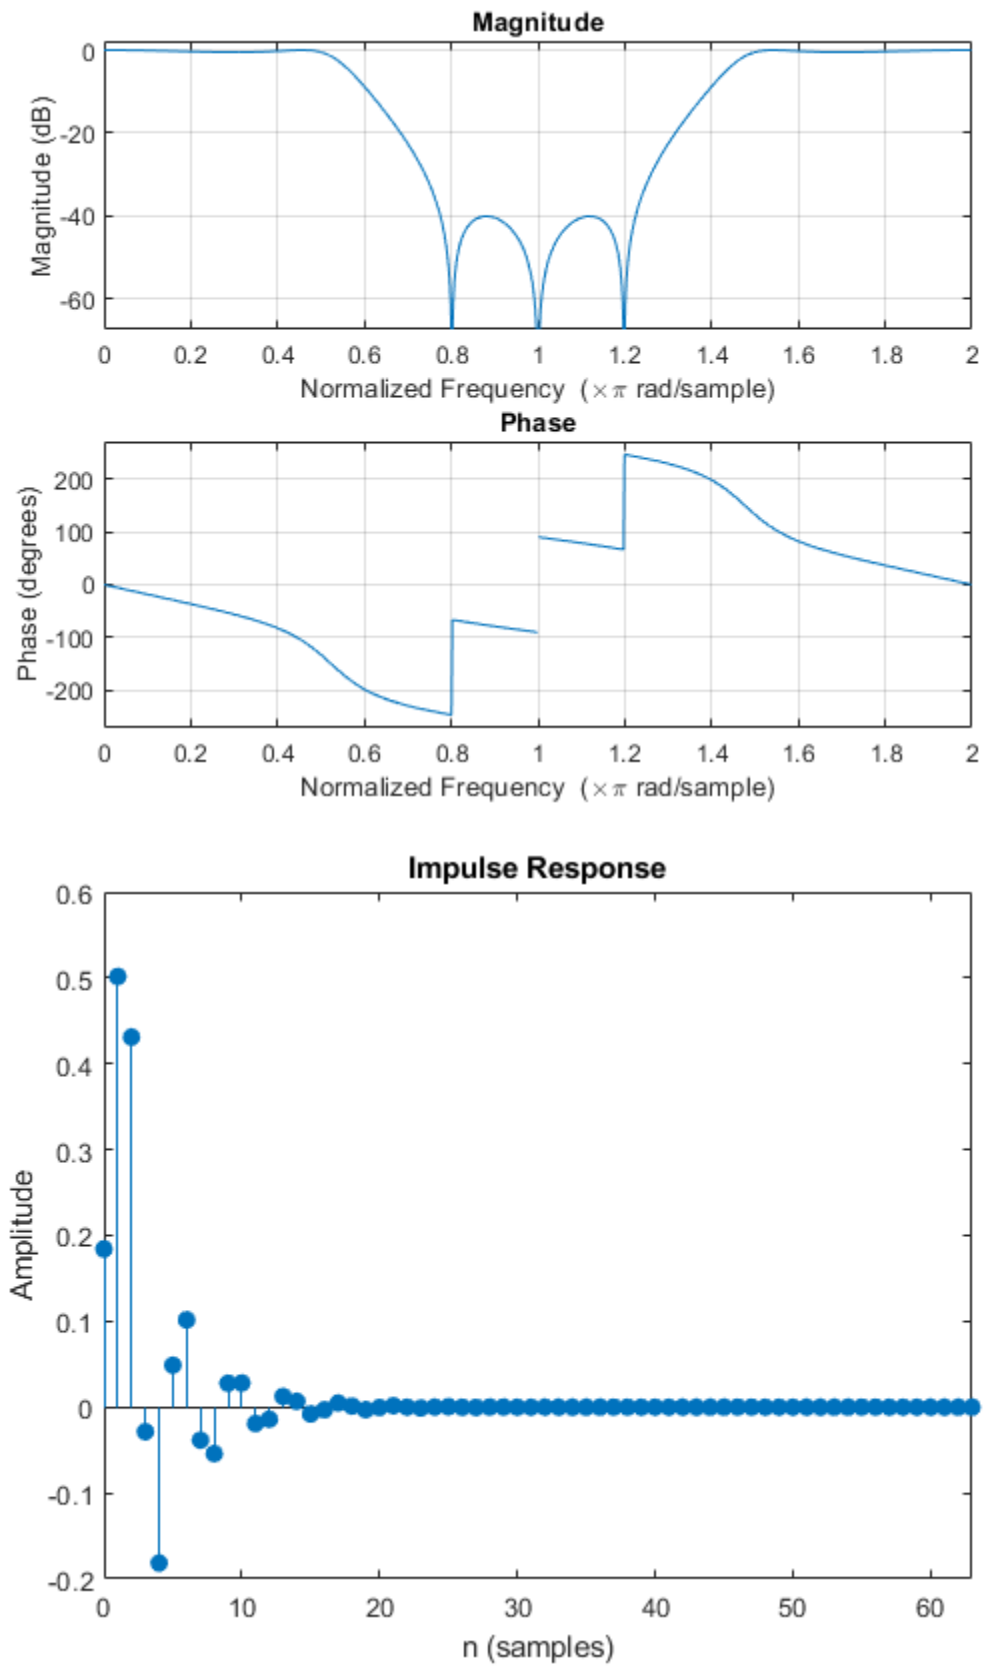 Magnitude
0
-20
-40
-60
Magnitude (dB)
0 0.2 0.4 0.6 0.8 1 1.2 1.4 1.6 1.8 2
Normalized Frequency (×π rad/sample)
Phase
200
100
0
-100
-200
Phase (degrees)
0 0.2 0.4 0.6 0.8 1 1.2 1.4 1.6 1.8 2
Normalized Frequency (×π rad/sample)
Impulse Response
0.6
0.5
0.4
0.3
0.2
0.1
0
-0.1
-0.2
Amplitude
0 10 20 30 40 50 60
n (samples)